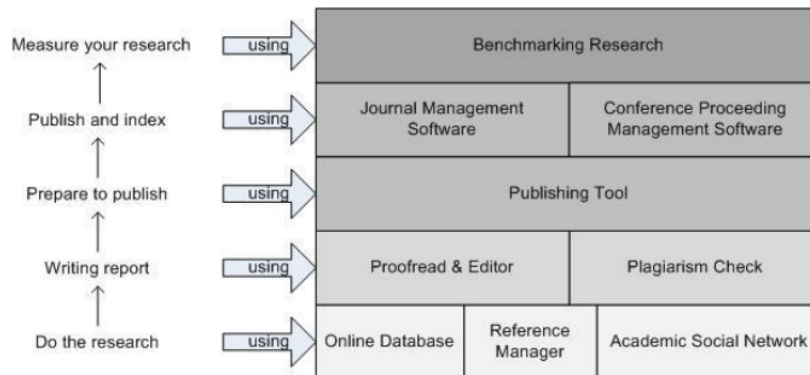 Measure your research
using
Benchmarking Research
Publish and index
using
Journal Management
Software
Conference Proceeding
Management Software
Prepare to publish
using
Publishing Tool
Writing report
using
Proofread & Editor
Plagiarism Check
Do the research
using
Online Database
Reference
Manager
Academic Social Network